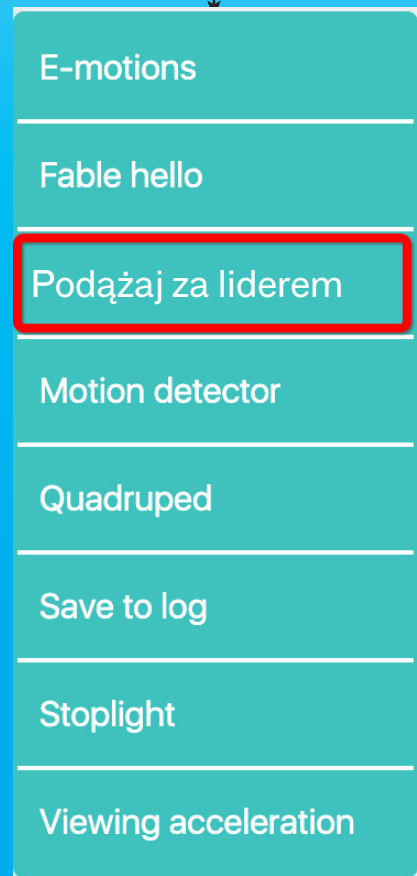 E-motions
Fable hello
Podążaj za liderem
Motion detector
Quadruped
Save to log
Stoplight
Viewing acceleration